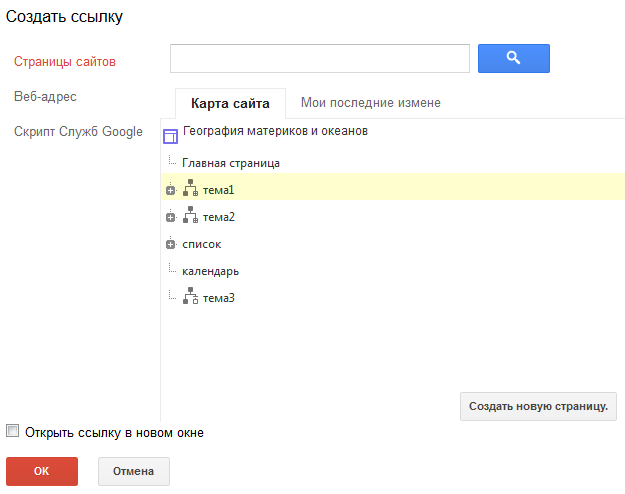 Создать ссылку
Страницы сайтов
Веб-адрес
Скрипт Служб Google
Карта сайта
Мои последние измене
География материков и океанов
Главная страница
тема1
тема2
список
календарь
тема3
Создать новую страницу.
Открыть ссылку в новом окне
OK
Отмена